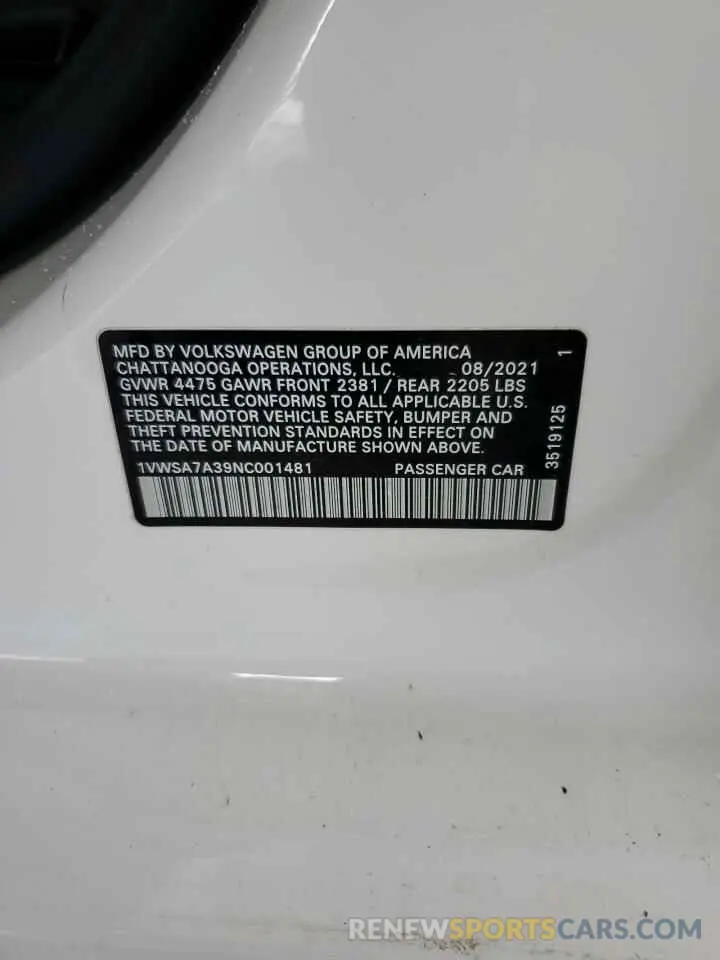 MFD BY VOLKSWAGEN GROUP OF AMERICA
CHATTANOOGA OPERATIONS, LLC. 08/2021
GVWR 4475 GAWR FRONT 2381 / REAR 2205 LBS
THIS VEHICLE CONFORMS TO ALL APPLICABLE U.S.
FEDERAL MOTOR VEHICLE SAFETY, BUMPER AND
THEFT PREVENTION STANDARDS IN EFFECT ON
THE DATE OF MANUFACTURE SHOWN ABOVE.
1VWSA7A39NC001481 PASSENGER CAR
3519125 1
RENEWSPORTSCARS.COM